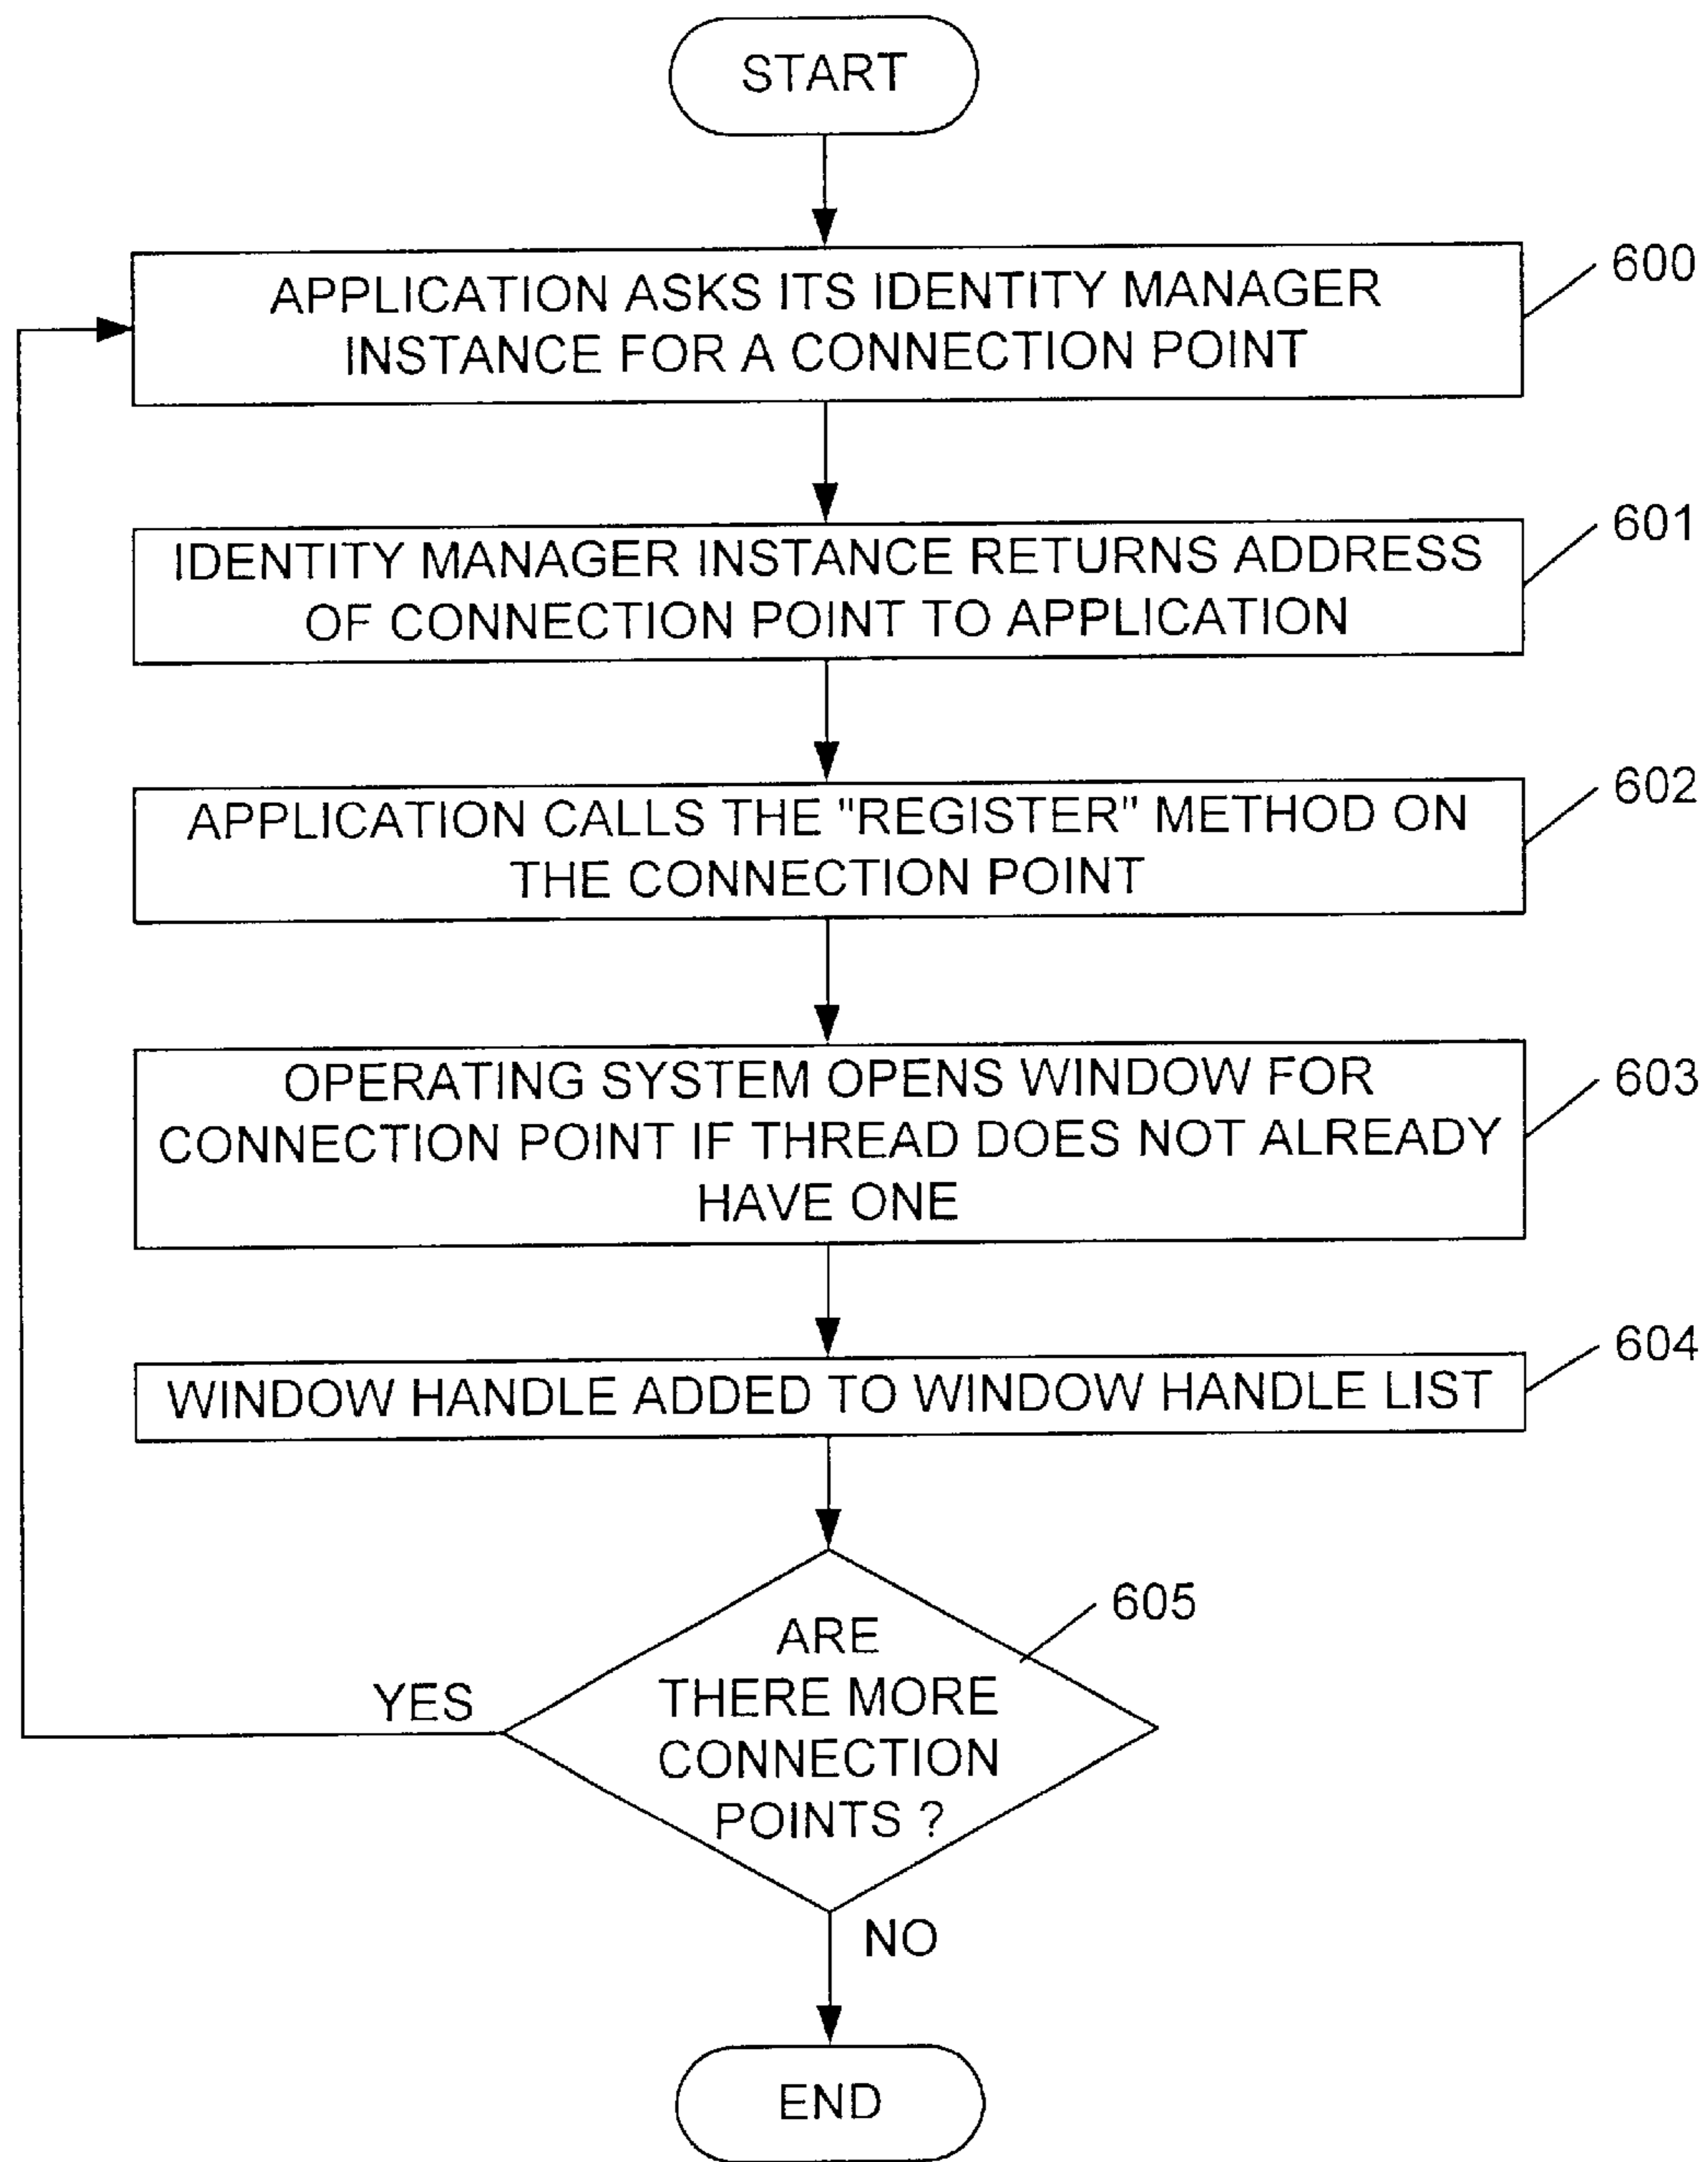 START
APPLICATION ASKS ITS IDENTITY MANAGER
INSTANCE FOR A CONNECTION POINT
600
IDENTITY MANAGER INSTANCE RETURNS ADDRESS
OF CONNECTION POINT TO APPLICATION
601
APPLICATION CALLS THE "REGISTER" METHOD ON
THE CONNECTION POINT
602
OPERATING SYSTEM OPENS WINDOW FOR
CONNECTION POINT IF THREAD DOES NOT ALREADY
HAVE ONE
603
WINDOW HANDLE ADDED TO WINDOW HANDLE LIST
604
ARE
THERE MORE
CONNECTION
POINTS ?
605
YES
NO
END